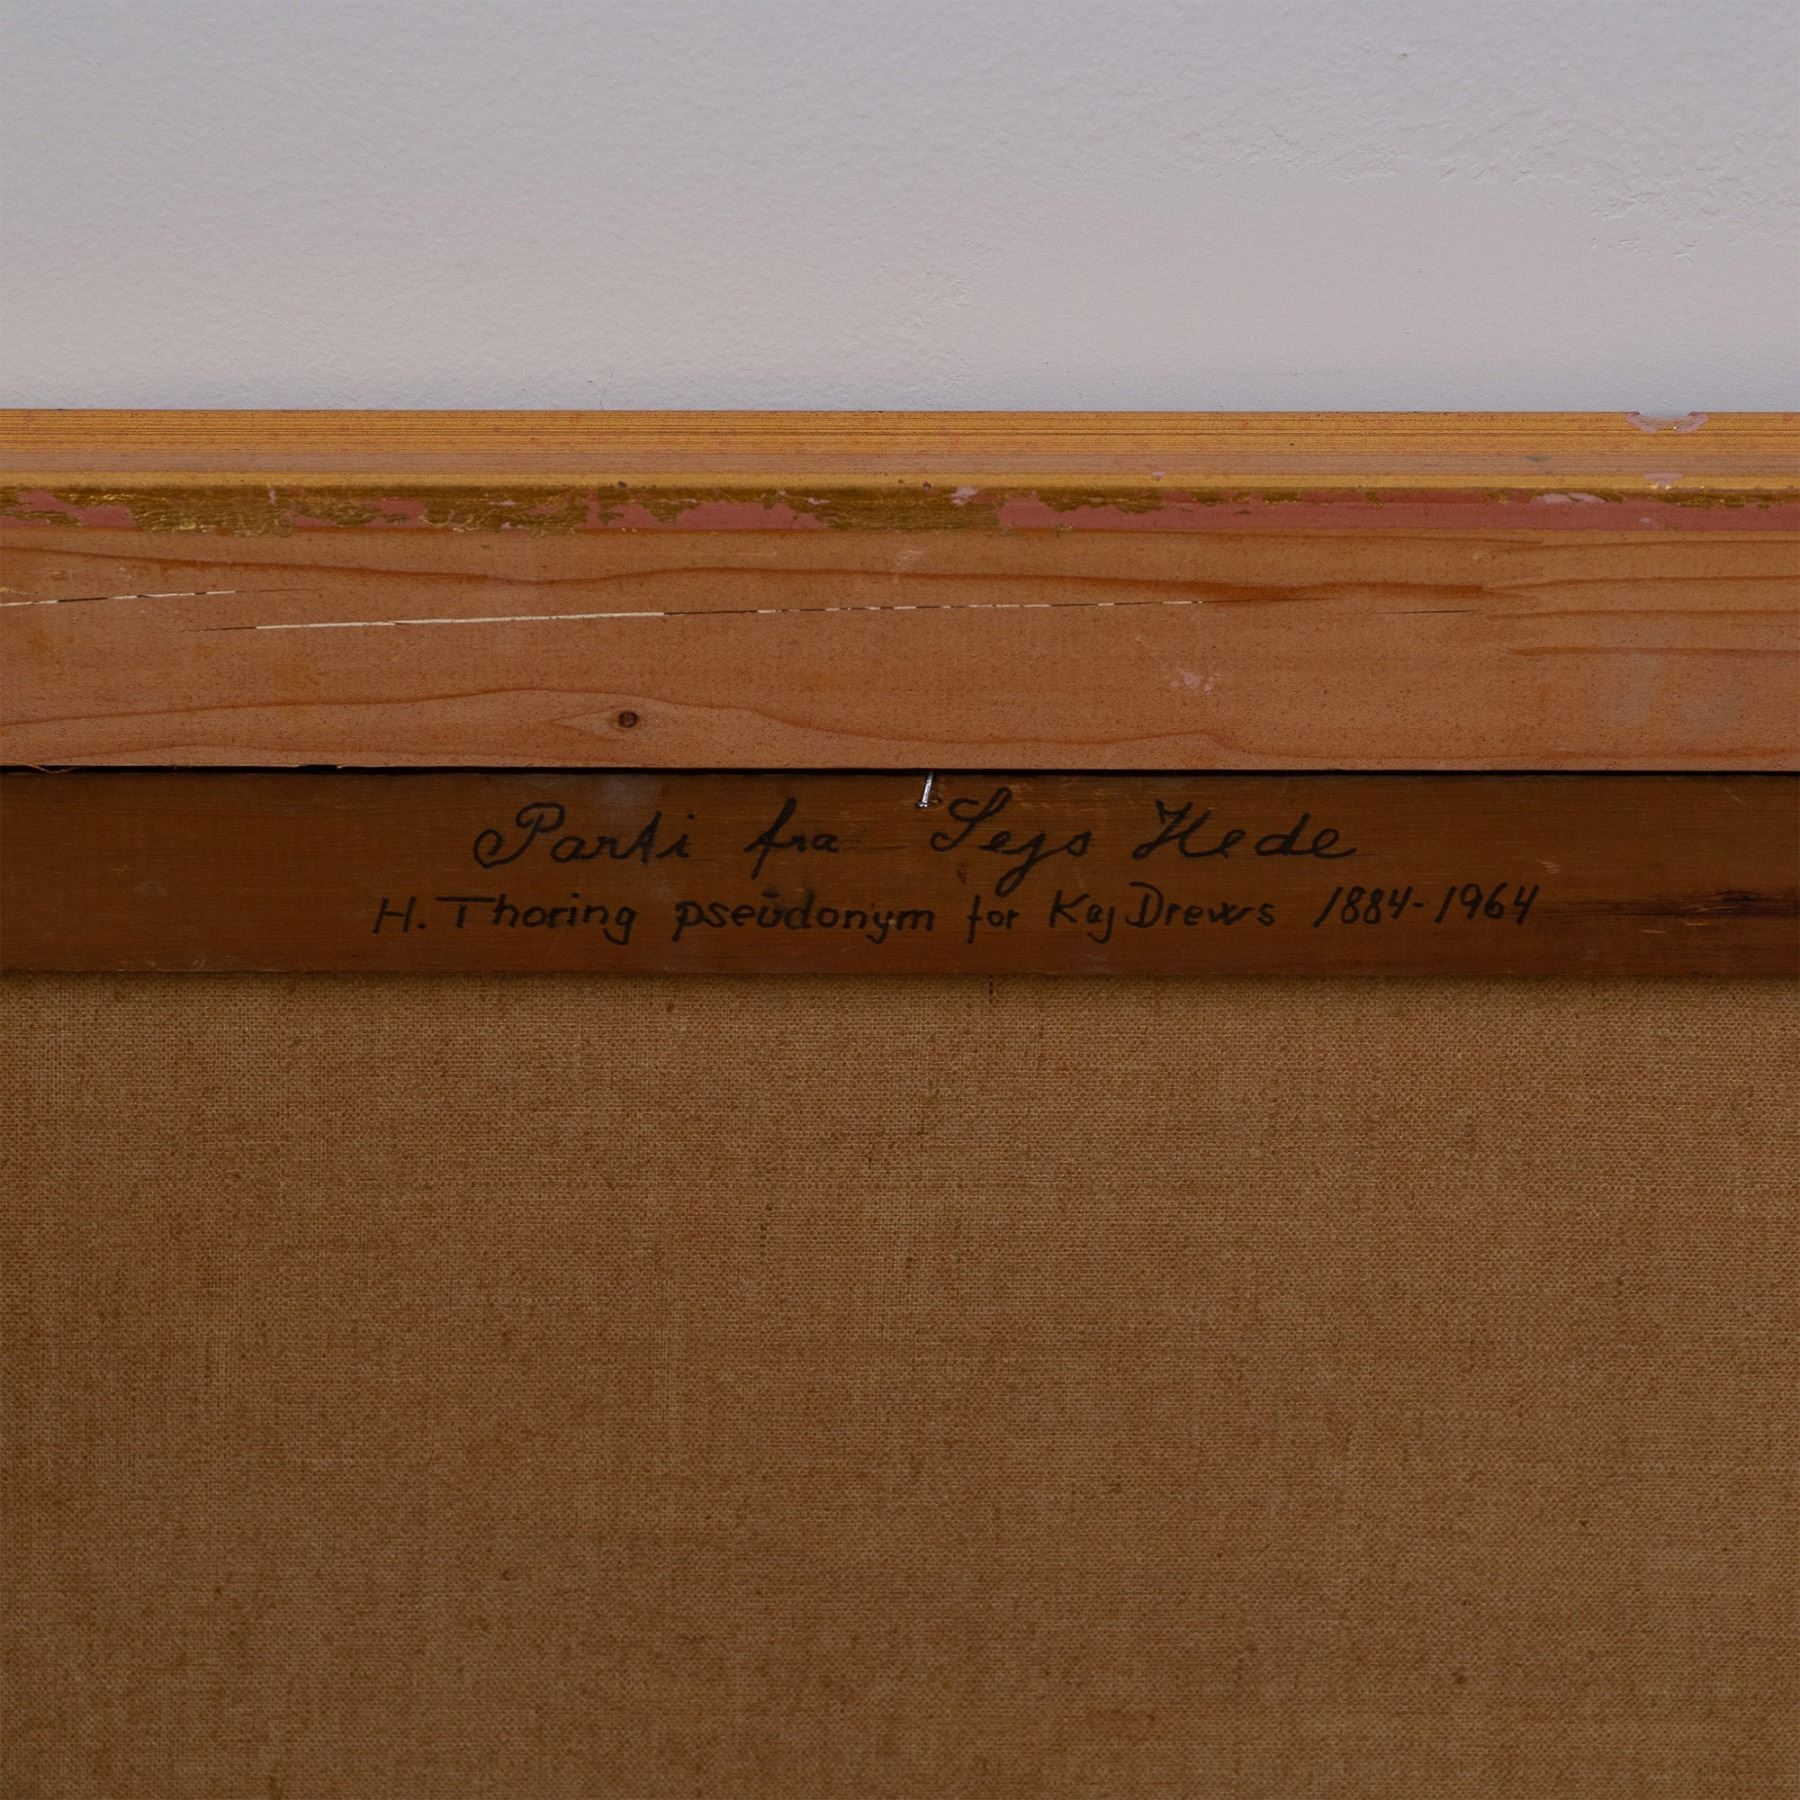 Parti fra Sejs Hede
H. Thoring pseudonym for Kaj Drews 1884-1964